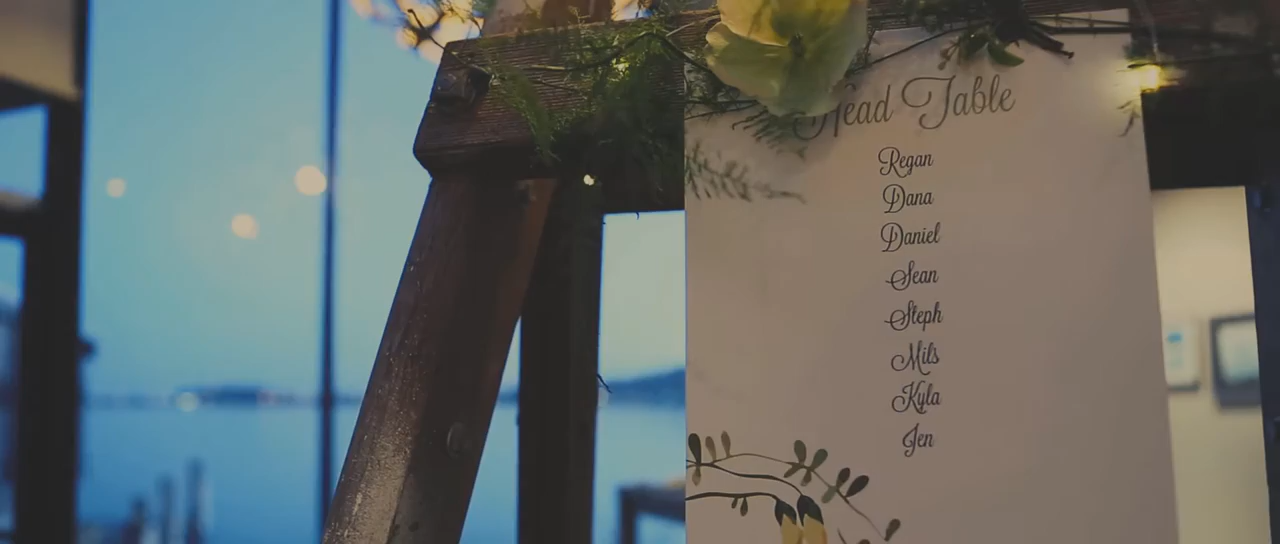 Head Table
Regan
Dana
Daniel
Sean
Steph
Mils
Kyla
Jen